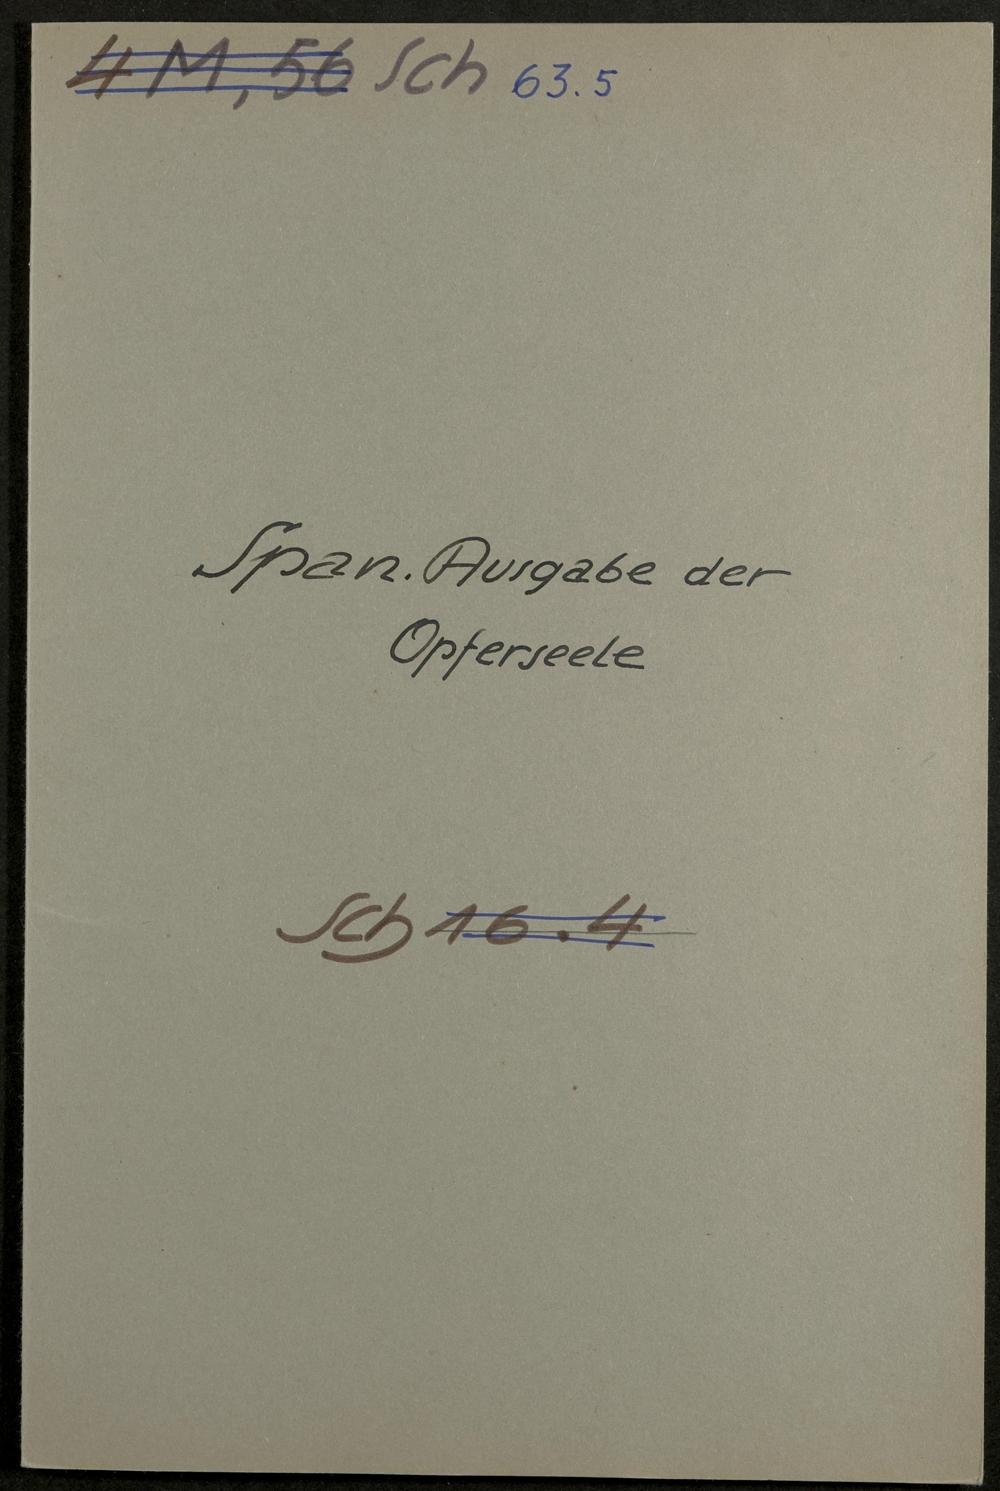 4 M, 56 Sch 63.5
Span. Ausgabe der
Opferseele
Sch 16.4